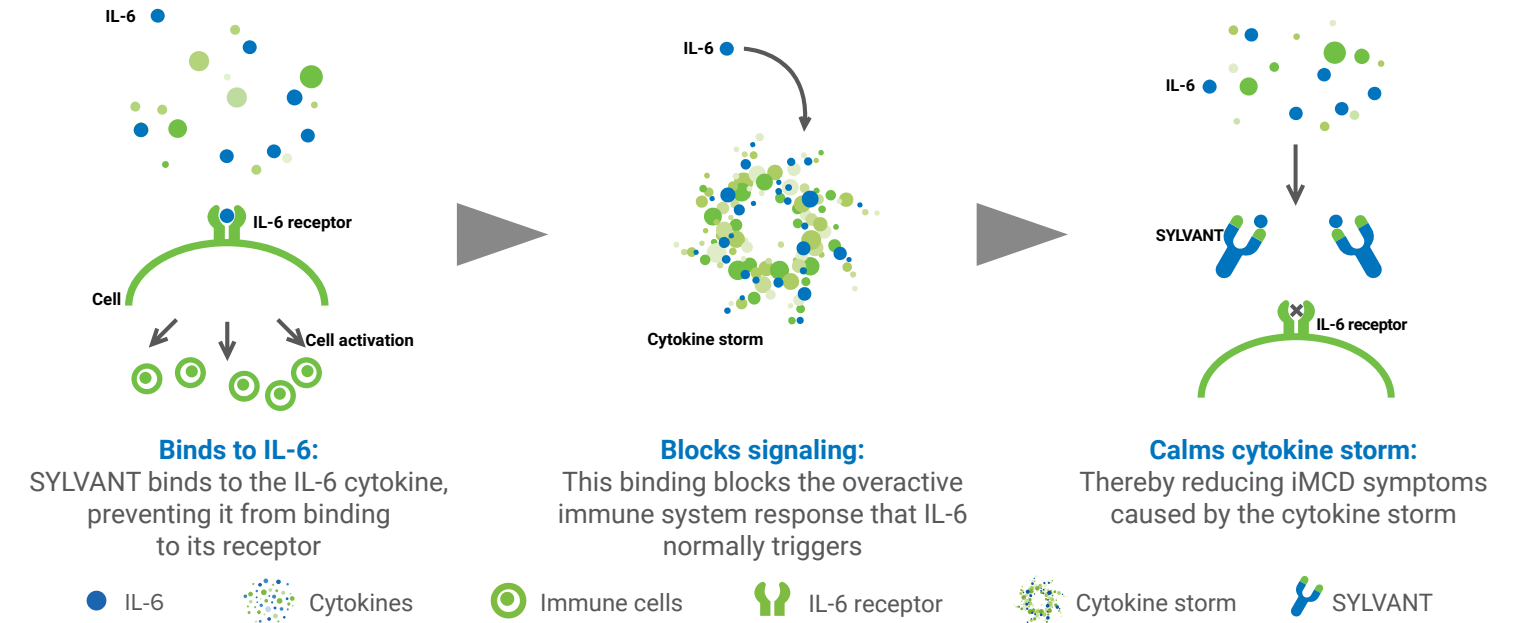 IL-6
IL-6 receptor
Cell
Cell activation
IL-6
Cytokine storm
IL-6
SYLVANT
IL-6 receptor
Binds to IL-6:
SYLVANT binds to the IL-6 cytokine,
preventing it from binding
to its receptor
Blocks signaling:
This binding blocks the overactive
immune system response that IL-6
normally triggers
Calms cytokine storm:
Thereby reducing iMCD symptoms
caused by the cytokine storm
IL-6
Cytokines
Immune cells
IL-6 receptor
Cytokine storm
SYLVANT